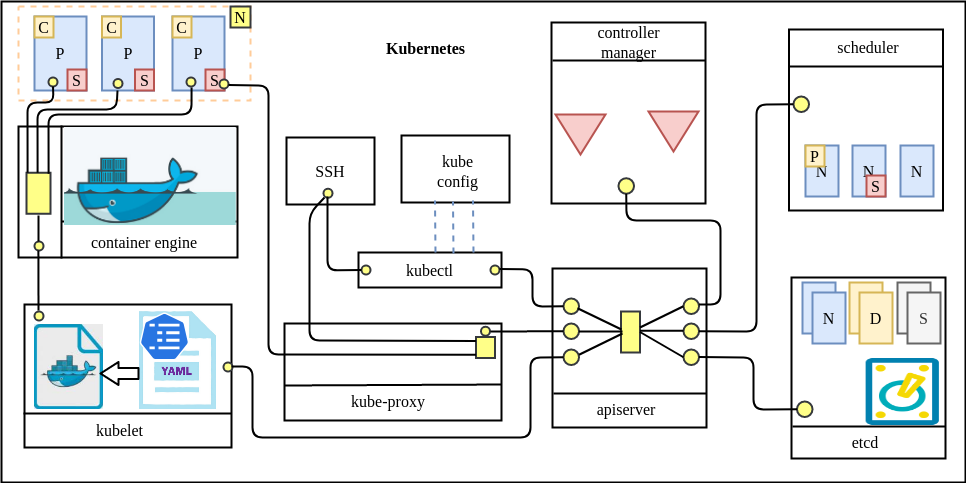 N
C
C
C
P
P
P
S
S
S
Kubernetes
controller
manager
scheduler
P
N
N
S
N
SSH
kube
config
container engine
kubectl
N
D
S
YAML
kubelet
kube-proxy
apiserver
etcd